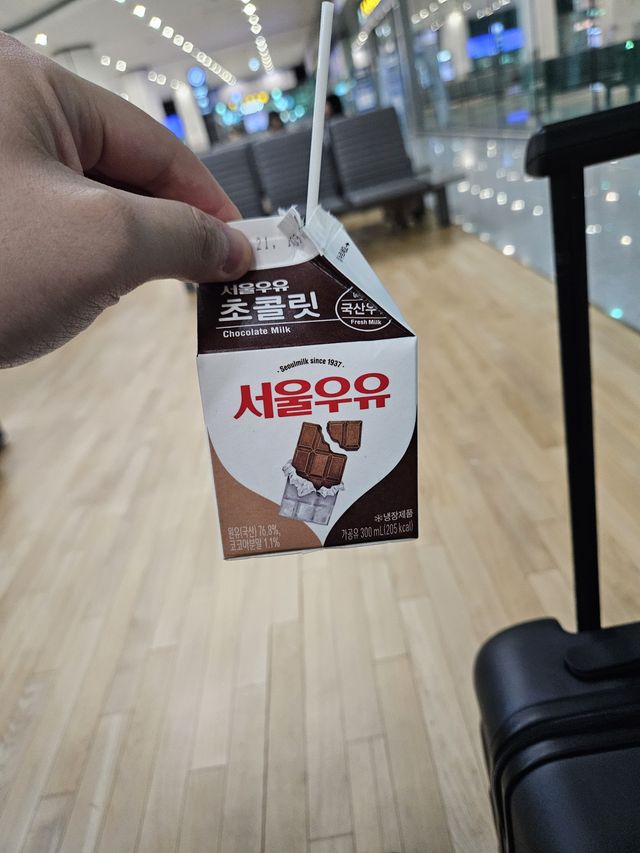 21,
서울우유
초콜릿
Chocolate Milk
국산우
Fresh Milk
· Seoulmilk since 1937 ·
서울우유
❄냉장제품
원유(국산) 76.8%,
코코아분말 1.1%
가공유 300 mL(205 kcal)